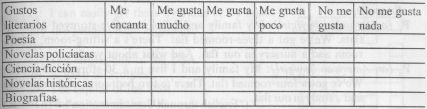 Gustos literarios Me encanta Me gusta mucho Me gusta Me gusta poco No me gusta No me gusta nada
Poesía
Novelas policíacas
Ciencia-ficción
Novelas históricas
Biografías